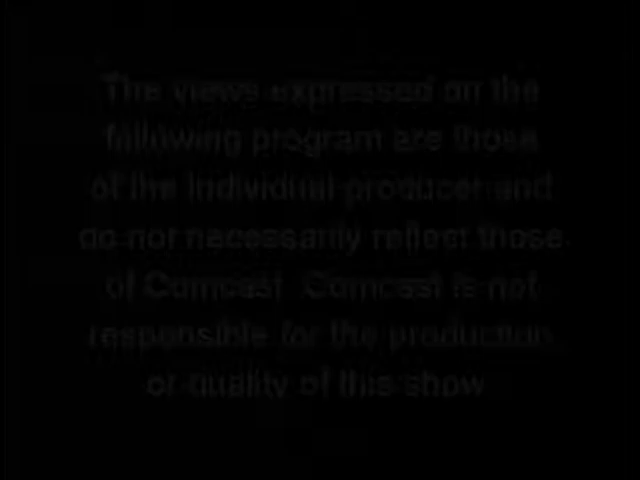 The views expressed on the
following program are those
of the individual producer and
do not necessarily reflect those
of Comcast. Comcast is not
responsible for the production
or quality of this show